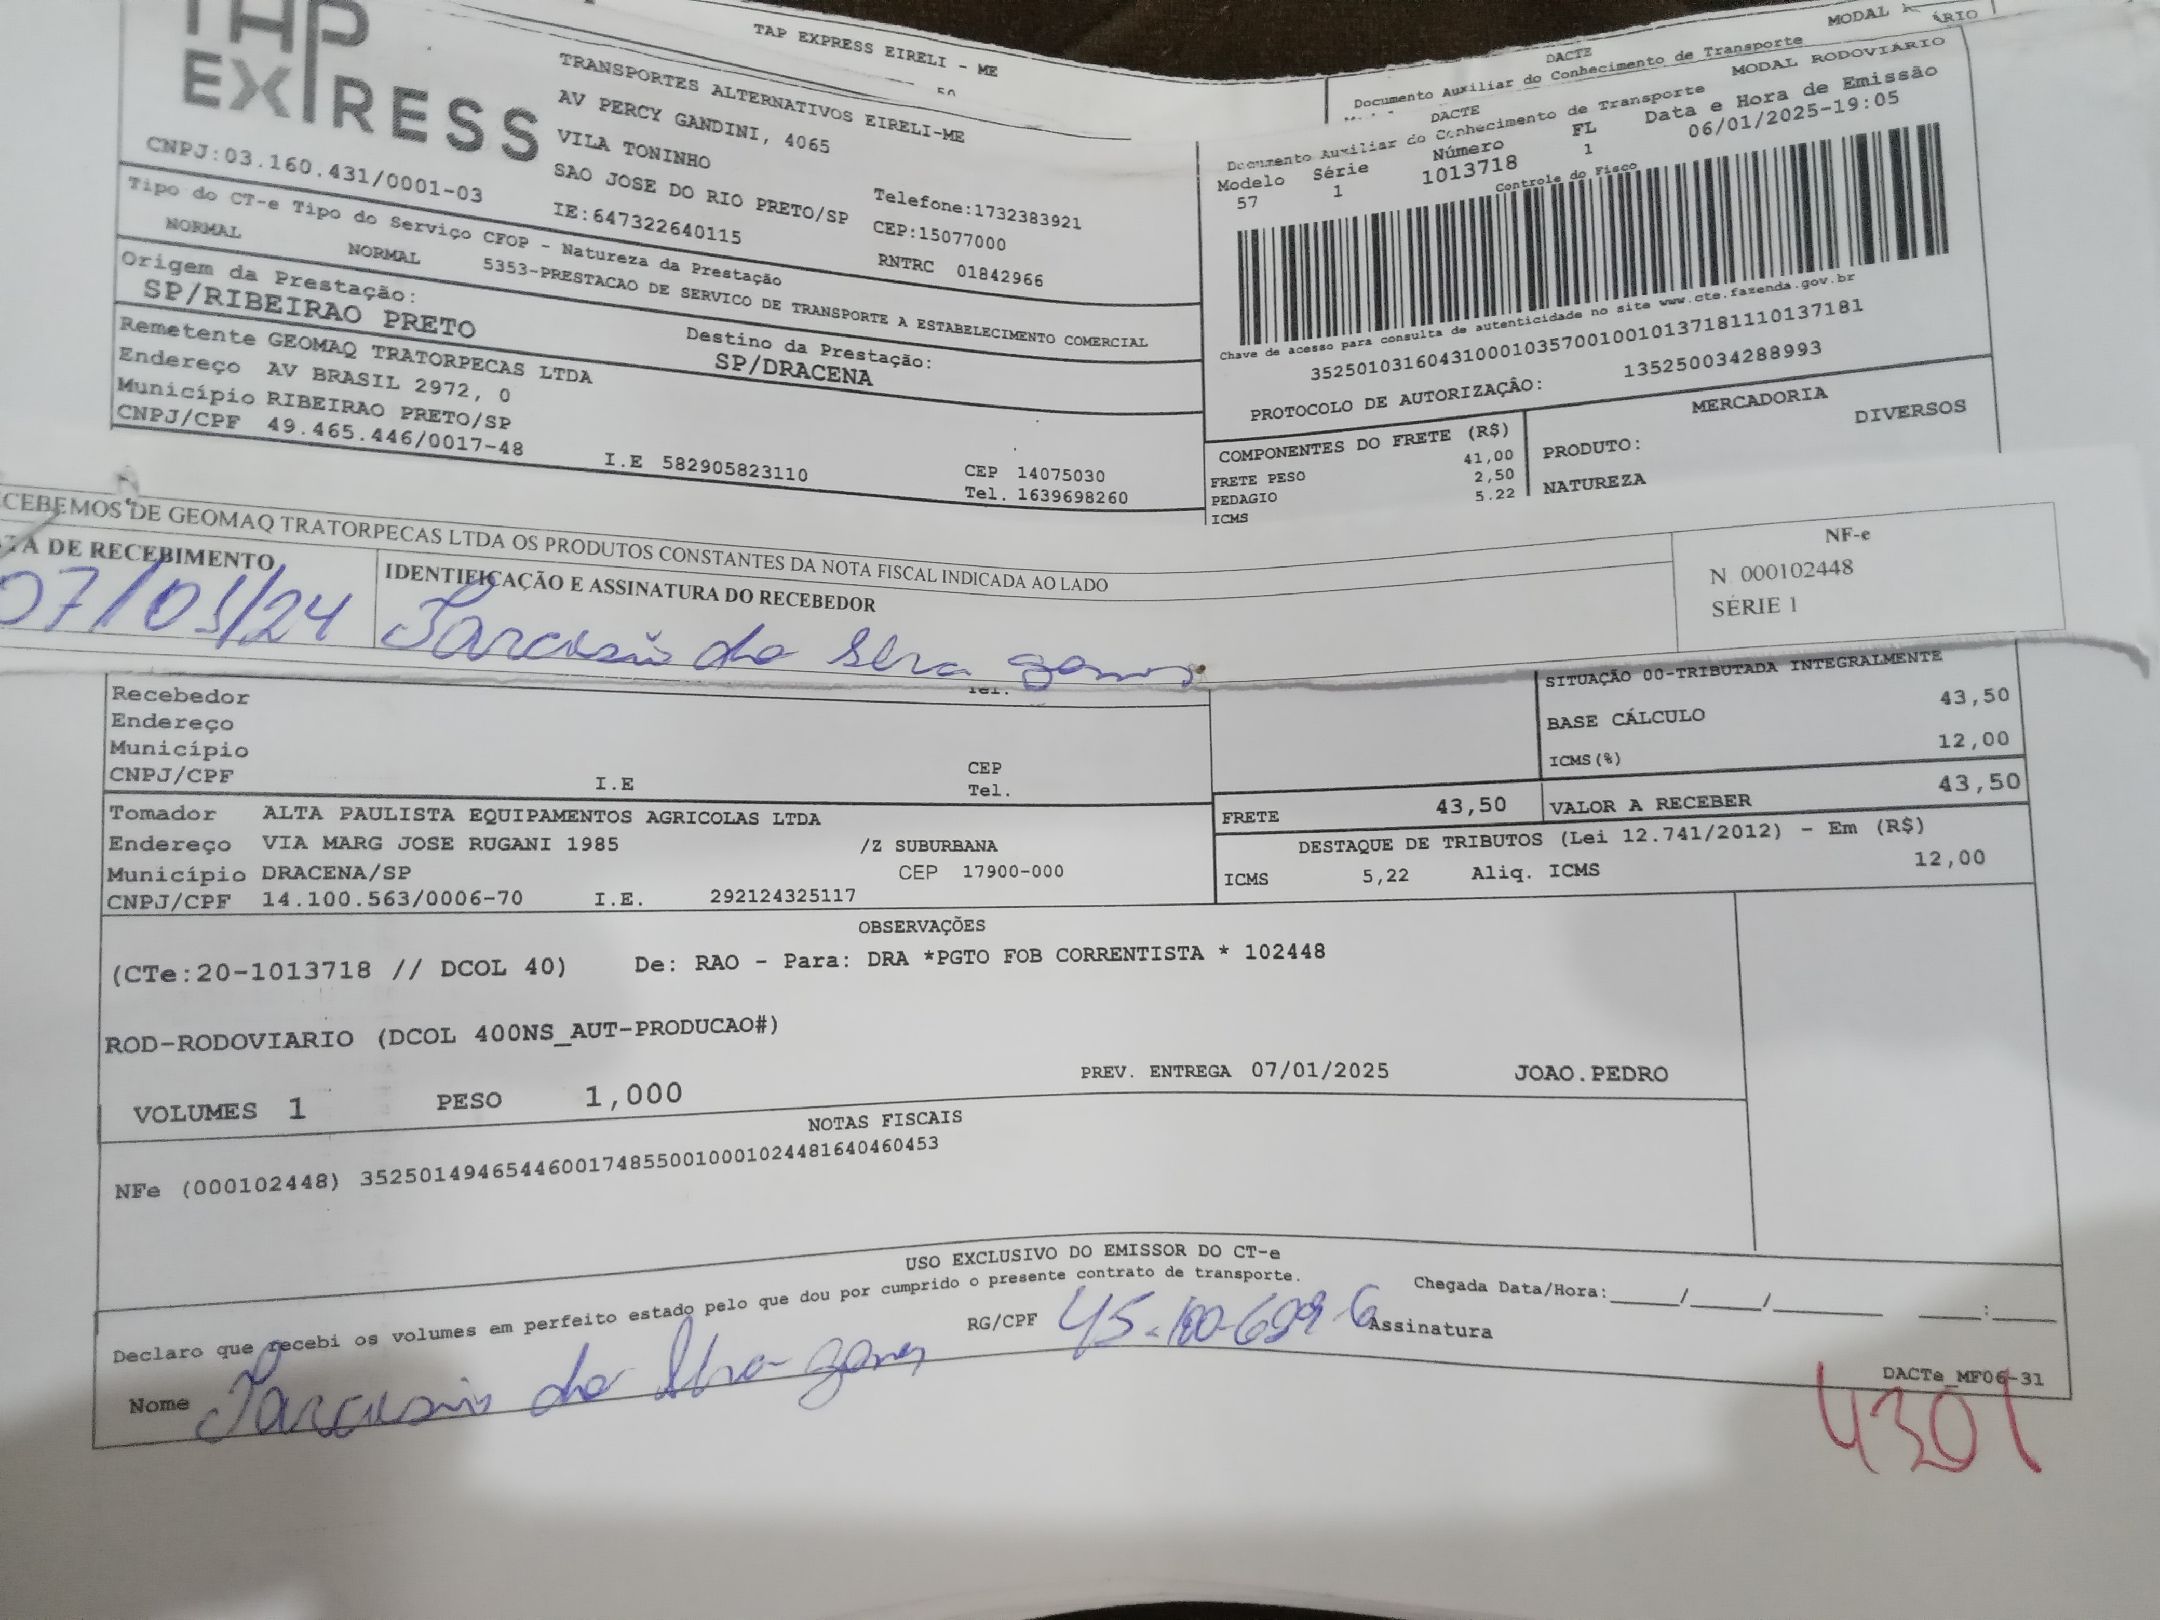 TAP EXPRESS EIRELI - ME
TAP
EXPRESS
TRANSPORTES ALTERNATIVOS EIRELI-ME
AV PERCY GANDINI, 4065
VILA TONINHO
SAO JOSE DO RIO PRETO/SP
Telefone:1732383921
CNPJ:03.160.431/0001-03
IE:647322640115
CEP:15077000
RNTRC 01842966
Tipo do CT-e Tipo do Serviço CFOP - Natureza da Prestação
NORMAL NORMAL 5353-PRESTACAO DE SERVICO DE TRANSPORTE A ESTABELECIMENTO COMERCIAL
Origem da Prestação:
SP/RIBEIRAO PRETO
Destino da Prestação:
SP/DRACENA
Remetente GEOMAQ TRATORPECAS LTDA
Endereço AV BRASIL 2972, 0
Município RIBEIRAO PRETO/SP
CNPJ/CPF 49.465.446/0017-48 I.E 582905823110
CEP 14075030
Tel. 1639698260
MODAL
DACTE
Documento Auxiliar do Conhecimento de Transporte
MODAL RODOVIÁRIO
DACTE
Documento Auxiliar do Conhecimento de Transporte
Modelo Série Número FL Data e Hora de Emissão
57 1 1013718 1 06/01/2025-19:05
Controle do Fisco
Chave de acesso para consulta de autenticidade no site www.cte.fazenda.gov.br
35250103160431000103570010010137181110137181
PROTOCOLO DE AUTORIZAÇÂO: 135250034288993
COMPONENTES DO FRETE (R$)
FRETE PESO 41,00
PEDAGIO 2,50
ICMS 5.22
MERCADORIA
PRODUTO: DIVERSOS
NATUREZA
CEBEMOS DE GEOMAQ TRATORPECAS LTDA OS PRODUTOS CONSTANTES DA NOTA FISCAL INDICADA AO LADO
TA DE RECEBIMENTO
IDENTIFICAÇÃO E ASSINATURA DO RECEBEDOR
07/01/24
NF-e
N. 000102448
SÉRIE 1
Recebedor
Tel.
Endereço
Município
CNPJ/CPF I.E
CEP
Tel.
SITUAÇÃO 00-TRIBUTADA INTEGRALMENTE
BASE CÁLCULO 43,50
ICMS(%) 12,00
FRETE 43,50 VALOR A RECEBER 43,50
Tomador ALTA PAULISTA EQUIPAMENTOS AGRICOLAS LTDA
Endereço VIA MARG JOSE RUGANI 1985 /Z SUBURBANA
Município DRACENA/SP CEP 17900-000
CNPJ/CPF 14.100.563/0006-70 I.E. 292124325117
DESTAQUE DE TRIBUTOS (Lei 12.741/2012) - Em (R$)
ICMS 5,22 Aliq. ICMS 12,00
OBSERVAÇÕES
(CTe:20-1013718 // DCOL 40) De: RAO - Para: DRA *PGTO FOB CORRENTISTA * 102448
ROD-RODOVIARIO (DCOL 400NS_AUT-PRODUCAO#)
PREV. ENTREGA 07/01/2025 JOAO.PEDRO
VOLUMES 1 PESO 1,000
NOTAS FISCAIS
NFe (000102448) 35250149465446001748550010001024481640460453
USO EXCLUSIVO DO EMISSOR DO CT-e
Declaro que recebi os volumes em perfeito estado pelo que dou por cumprido o presente contrato de transporte.
Chegada Data/Hora:____/____/______ ___:___
Nome
RG/CPF
Assinatura
DACTe_MF06-31
4301